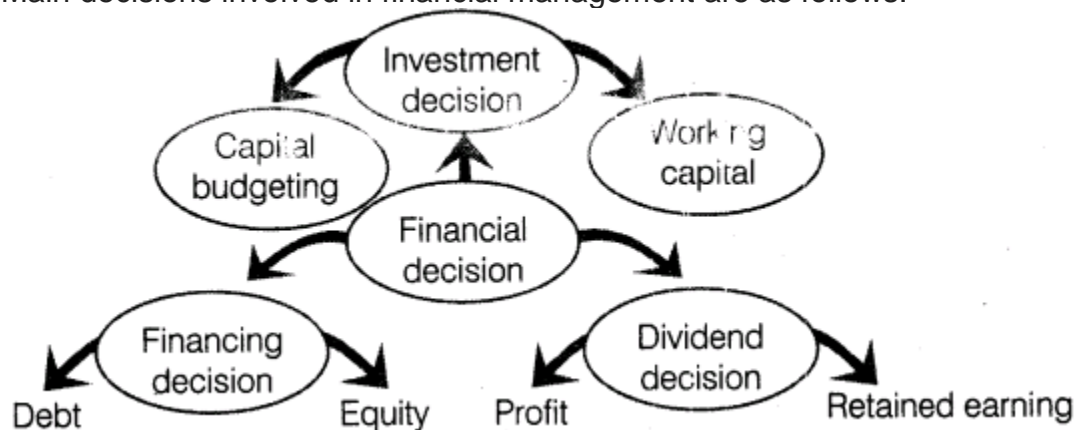 Main decisions involved in financial management are as follows:
Investment
decision
Capital
budgeting
Working
capital
Financial
decision
Financing
decision
Dividend
decision
Debt
Equity
Profit
Retained earning